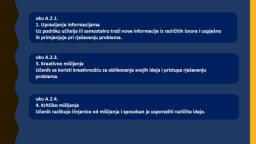 uku A.2.1.
1. Upravljanje informacijama
Uz podršku učitelja ili samostalno traži nove informacije iz različitih izvora i uspješno
ih primjenjuje pri rješavanju problema.
uku A.2.3.
3. Kreativno mišljenje
Učenik se koristi kreativnošću za oblikovanje svojih ideja i pristupa rješavanju
problema.
uku A.2.4.
4. Kritičko mišljenje
Učenik razlikuje činjenice od mišljenja i sposoban je usporediti različite ideje.